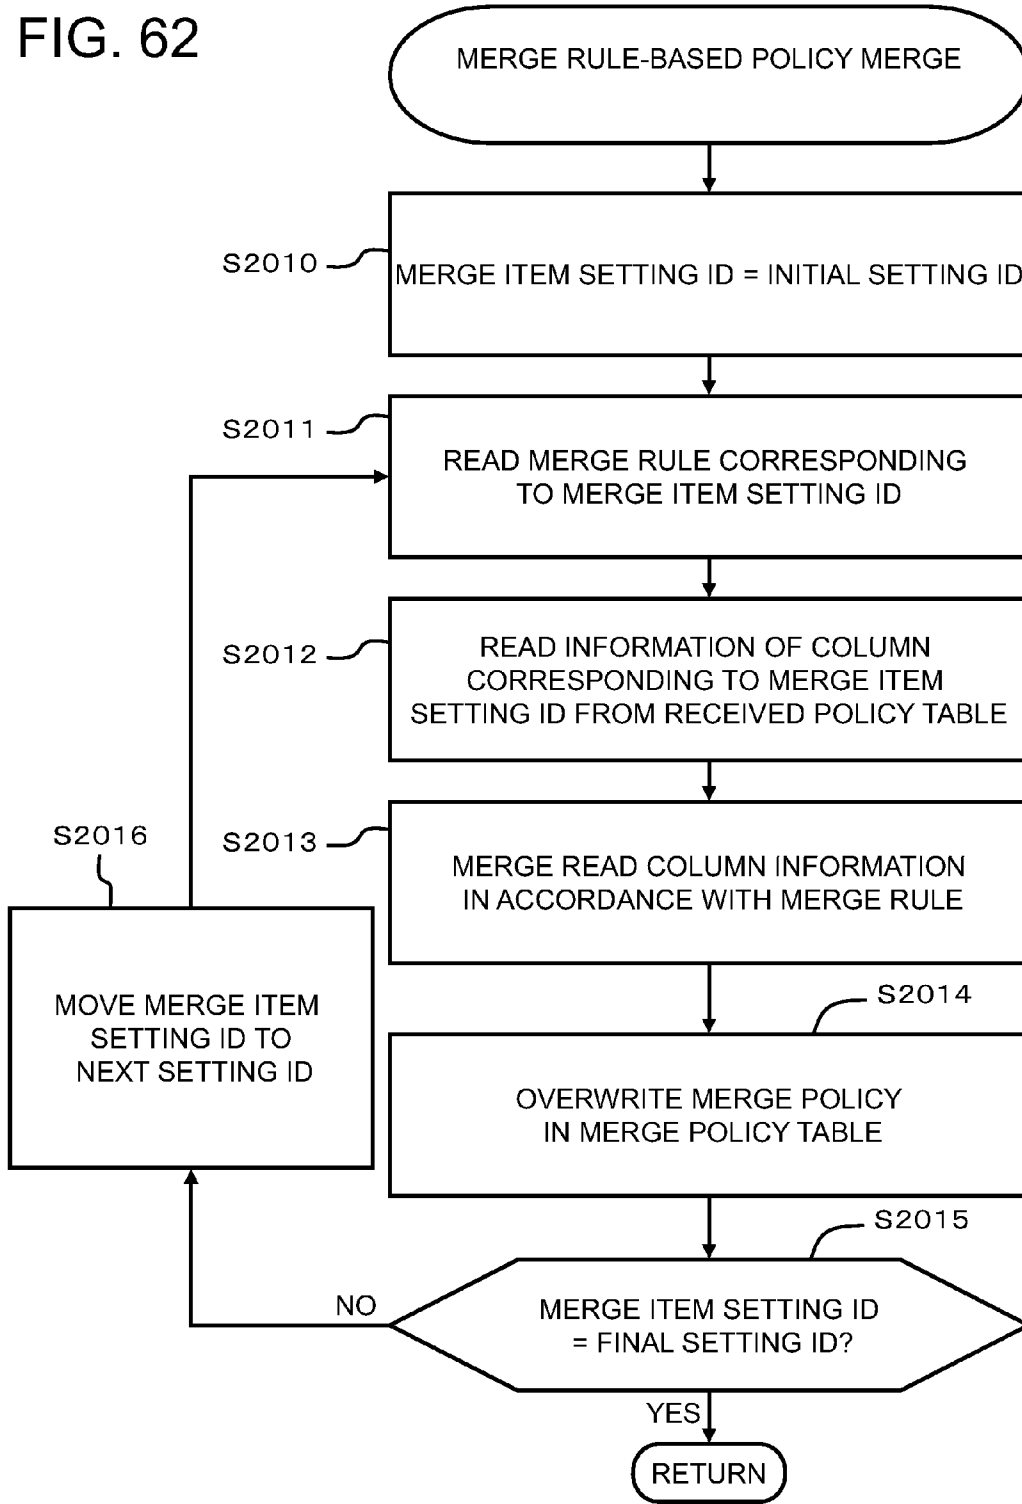 FIG. 62
MERGE RULE-BASED POLICY MERGE
S2010
MERGE ITEM SETTING ID = INITIAL SETTING ID
S2011
READ MERGE RULE CORRESPONDING
TO MERGE ITEM SETTING ID
S2012
READ INFORMATION OF COLUMN
CORRESPONDING TO MERGE ITEM
SETTING ID FROM RECEIVED POLICY TABLE
S2013
MERGE READ COLUMN INFORMATION
IN ACCORDANCE WITH MERGE RULE
S2014
OVERWRITE MERGE POLICY
IN MERGE POLICY TABLE
S2015
MERGE ITEM SETTING ID
= FINAL SETTING ID?
NO
S2016
MOVE MERGE ITEM
SETTING ID TO
NEXT SETTING ID
YES
RETURN